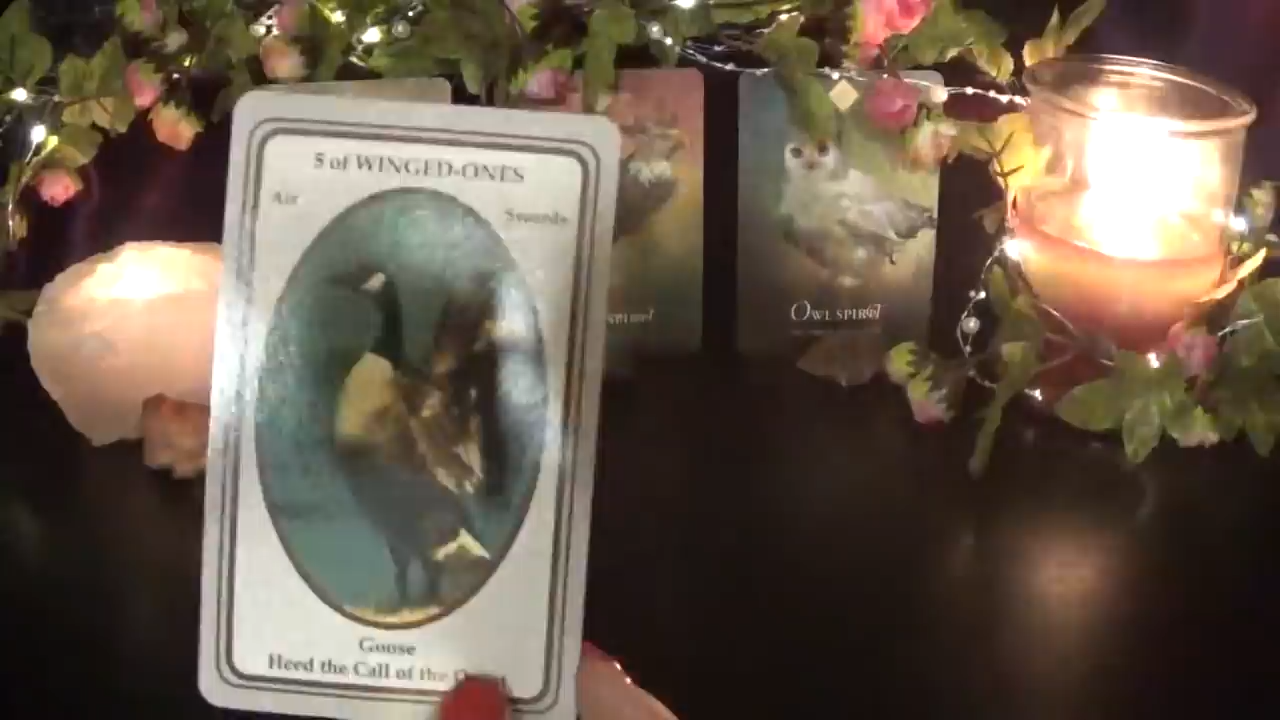 5 of WINGED-ONES
Air
Swords
Goose
Heed the Call of the
SPIRIT
OWL SPIRIT